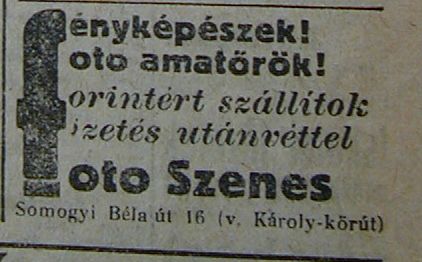 fényképészek!
foto amatőrök!
forintért szállítok
fizetés utánvéttel
foto Szenes
Somogyi Béla út 16 (v. Károly-körút)